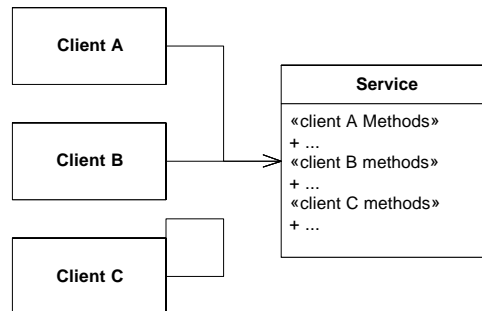 Client A
Client B
Client C
Service
«client A Methods»
+ ...
«client B methods»
+ ...
«client C methods»
+ ...